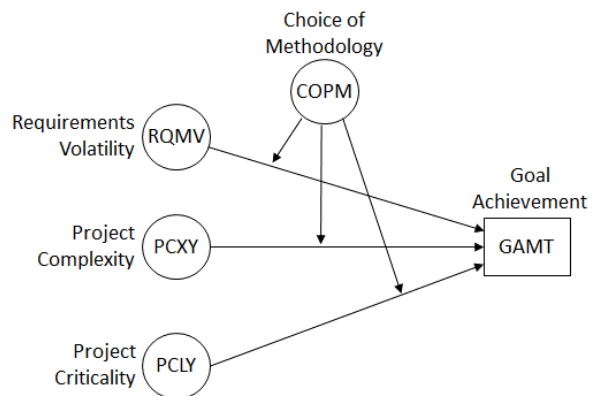 Choice of
Methodology
COPM
Requirements
Volatility
RQMV
Goal
Achievement
Project
Complexity
PCXY
GAMT
Project
Criticality
PCLY